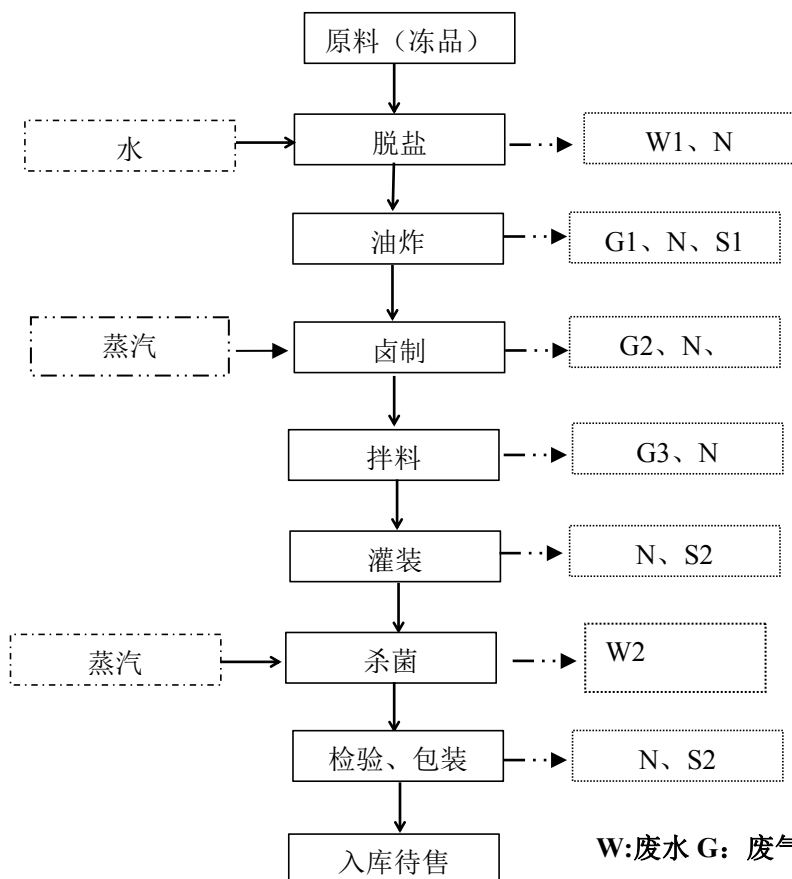 原料（冻品）
水
脱盐
W1、N
油炸
G1、N、S1
蒸汽
卤制
G2、N、
拌料
G3、N
灌装
N、S2
蒸汽
杀菌
W2
检验、包装
N、S2
入库待售
W:废水 G：废气